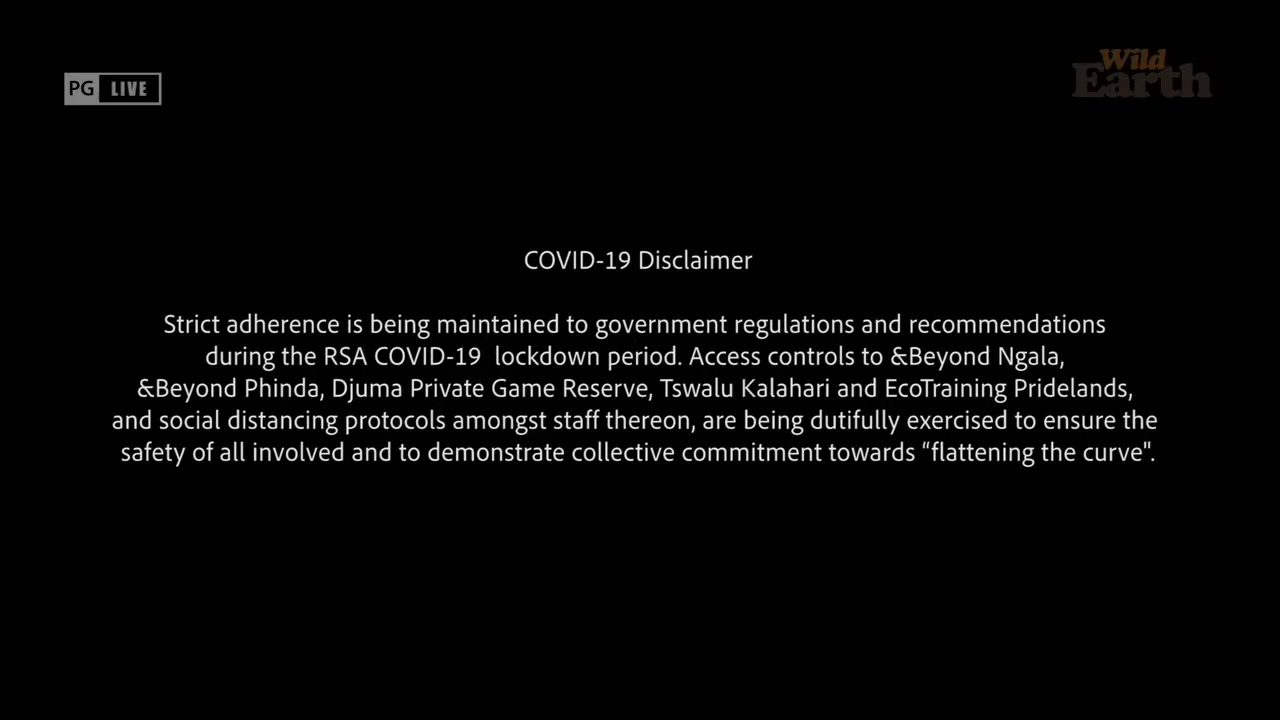 PG LIVE
Wild
Earth
COVID-19 Disclaimer
Strict adherence is being maintained to government regulations and recommendations
during the RSA COVID-19  lockdown period. Access controls to &Beyond Ngala,
&Beyond Phinda, Djuma Private Game Reserve, Tswalu Kalahari and EcoTraining Pridelands,
and social distancing protocols amongst staff thereon, are being dutifully exercised to ensure the
safety of all involved and to demonstrate collective commitment towards “flattening the curve".